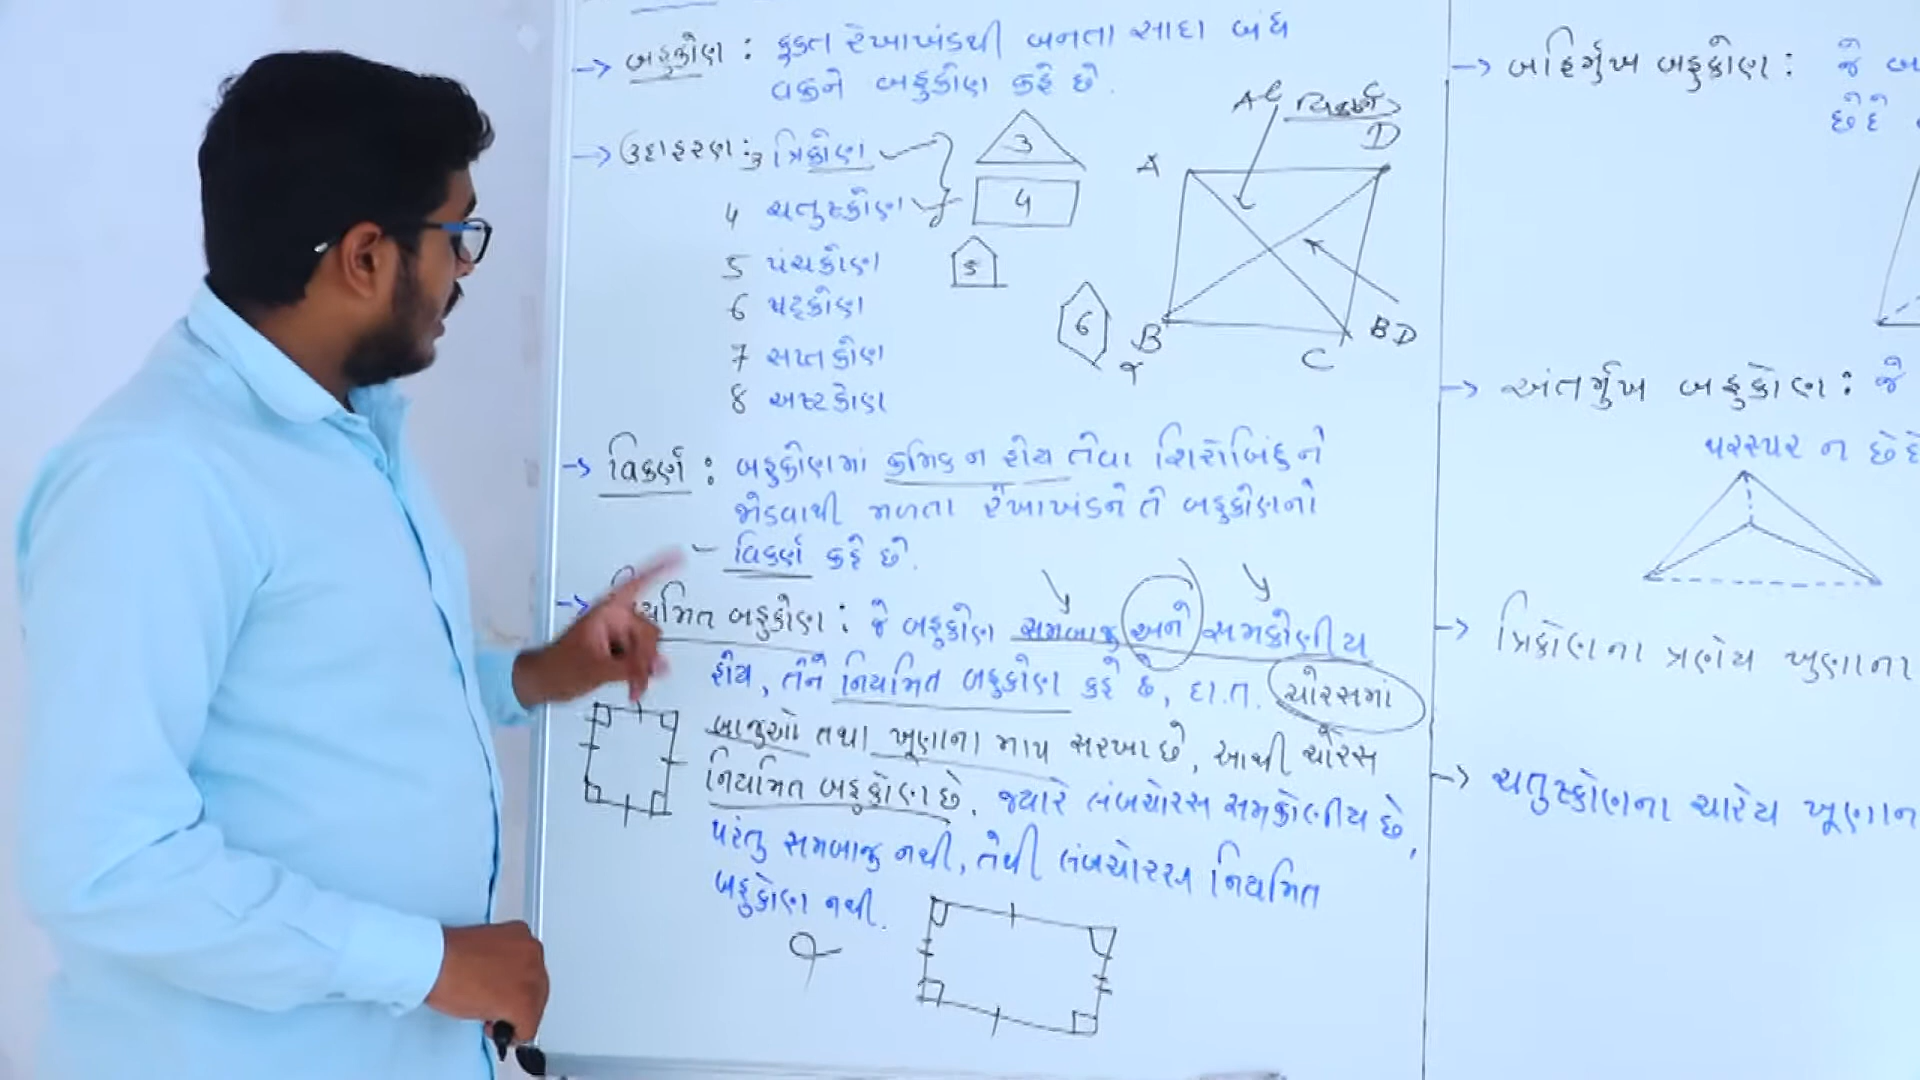 → બહુકોણ : ફક્ત રેખાખંડથી બનતા સાદા બંધ
વક્રને બહુકોણ કહે છે.
→ ઉદાહરણ : 3 ત્રિકોણ
4 ચતુષ્કોણ
5 પંચકોણ
6 ષટ્કોણ
7 સપ્તકોણ
8 અષ્ટકોણ
3
4
5
6
AC વિકર્ણ
A
D
B
C
BD
→ વિકર્ણ : બહુકોણમાં ક્રમિક ન હોય તેવા શિરોબિંદુને
જોડવાથી મળતા રેખાખંડને તે બહુકોણનો
વિકર્ણ કહે છે.
બહુકોણ : જે બહુકોણ સમબાજુ અને સમકોણીય
હોય, તેને નિયમિત બહુકોણ કહે છે, દા.ત. ચોરસમાં
બાજુઓ તથા ખૂણાના માપ સરખા છે, આથી ચોરસ
નિયમિત બહુકોણ છે. જ્યારે લંબચોરસ સમકોણીય છે,
પરંતુ સમબાજુ નથી, તેથી લંબચોરસ નિયમિત
બહુકોણ નથી.
→ બહિર્મુખ બહુકોણ : જે
→ અંતર્મુખ બહુકોણ : જે
પરસ્પર ન છેદે
→ ત્રિકોણના ત્રણેય ખુણાના
→ ચતુષ્કોણના ચારેય ખૂણાના